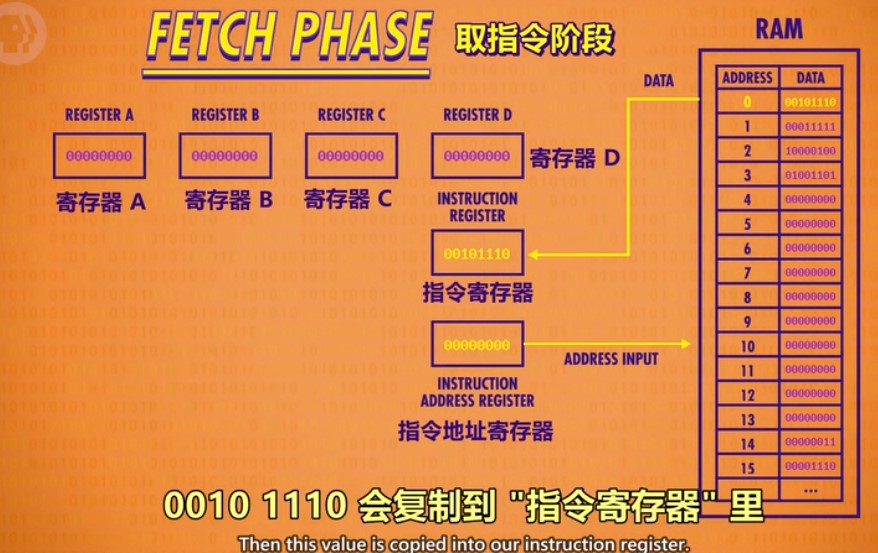 FETCH PHASE 取指令阶段
RAM
DATA
ADDRESS DATA
0 00101110
1 00011111
2 10000100
3 01001101
4 00000000
5 00000000
6 00000000
7 00000000
8 00000000
9 00000000
10 00000000
11 00000000
12 00000000
13 00000000
14 00000011
15 00001110
...
REGISTER A
00000000
寄存器 A
REGISTER B
00000000
寄存器 B
REGISTER C
00000000
寄存器 C
REGISTER D
00000000
寄存器 D
INSTRUCTION
REGISTER
00101110
指令寄存器
00000000
ADDRESS INPUT
INSTRUCTION
ADDRESS REGISTER
指令地址寄存器
0010 1110 会复制到 "指令寄存器" 里
Then this value is copied into our instruction register.